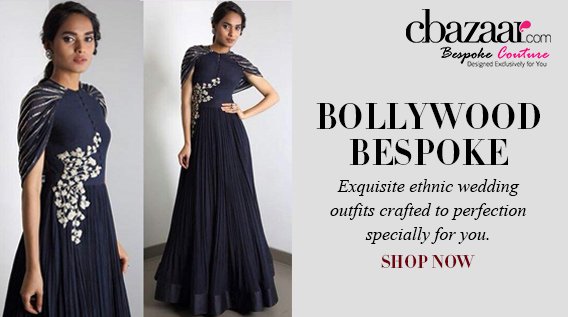 cbazaar.com
Bespoke Couture
Designed Exclusively for You
BOLLYWOOD
BESPOKE
Exquisite ethnic wedding
outfits crafted to perfection
specially for you.
SHOP NOW